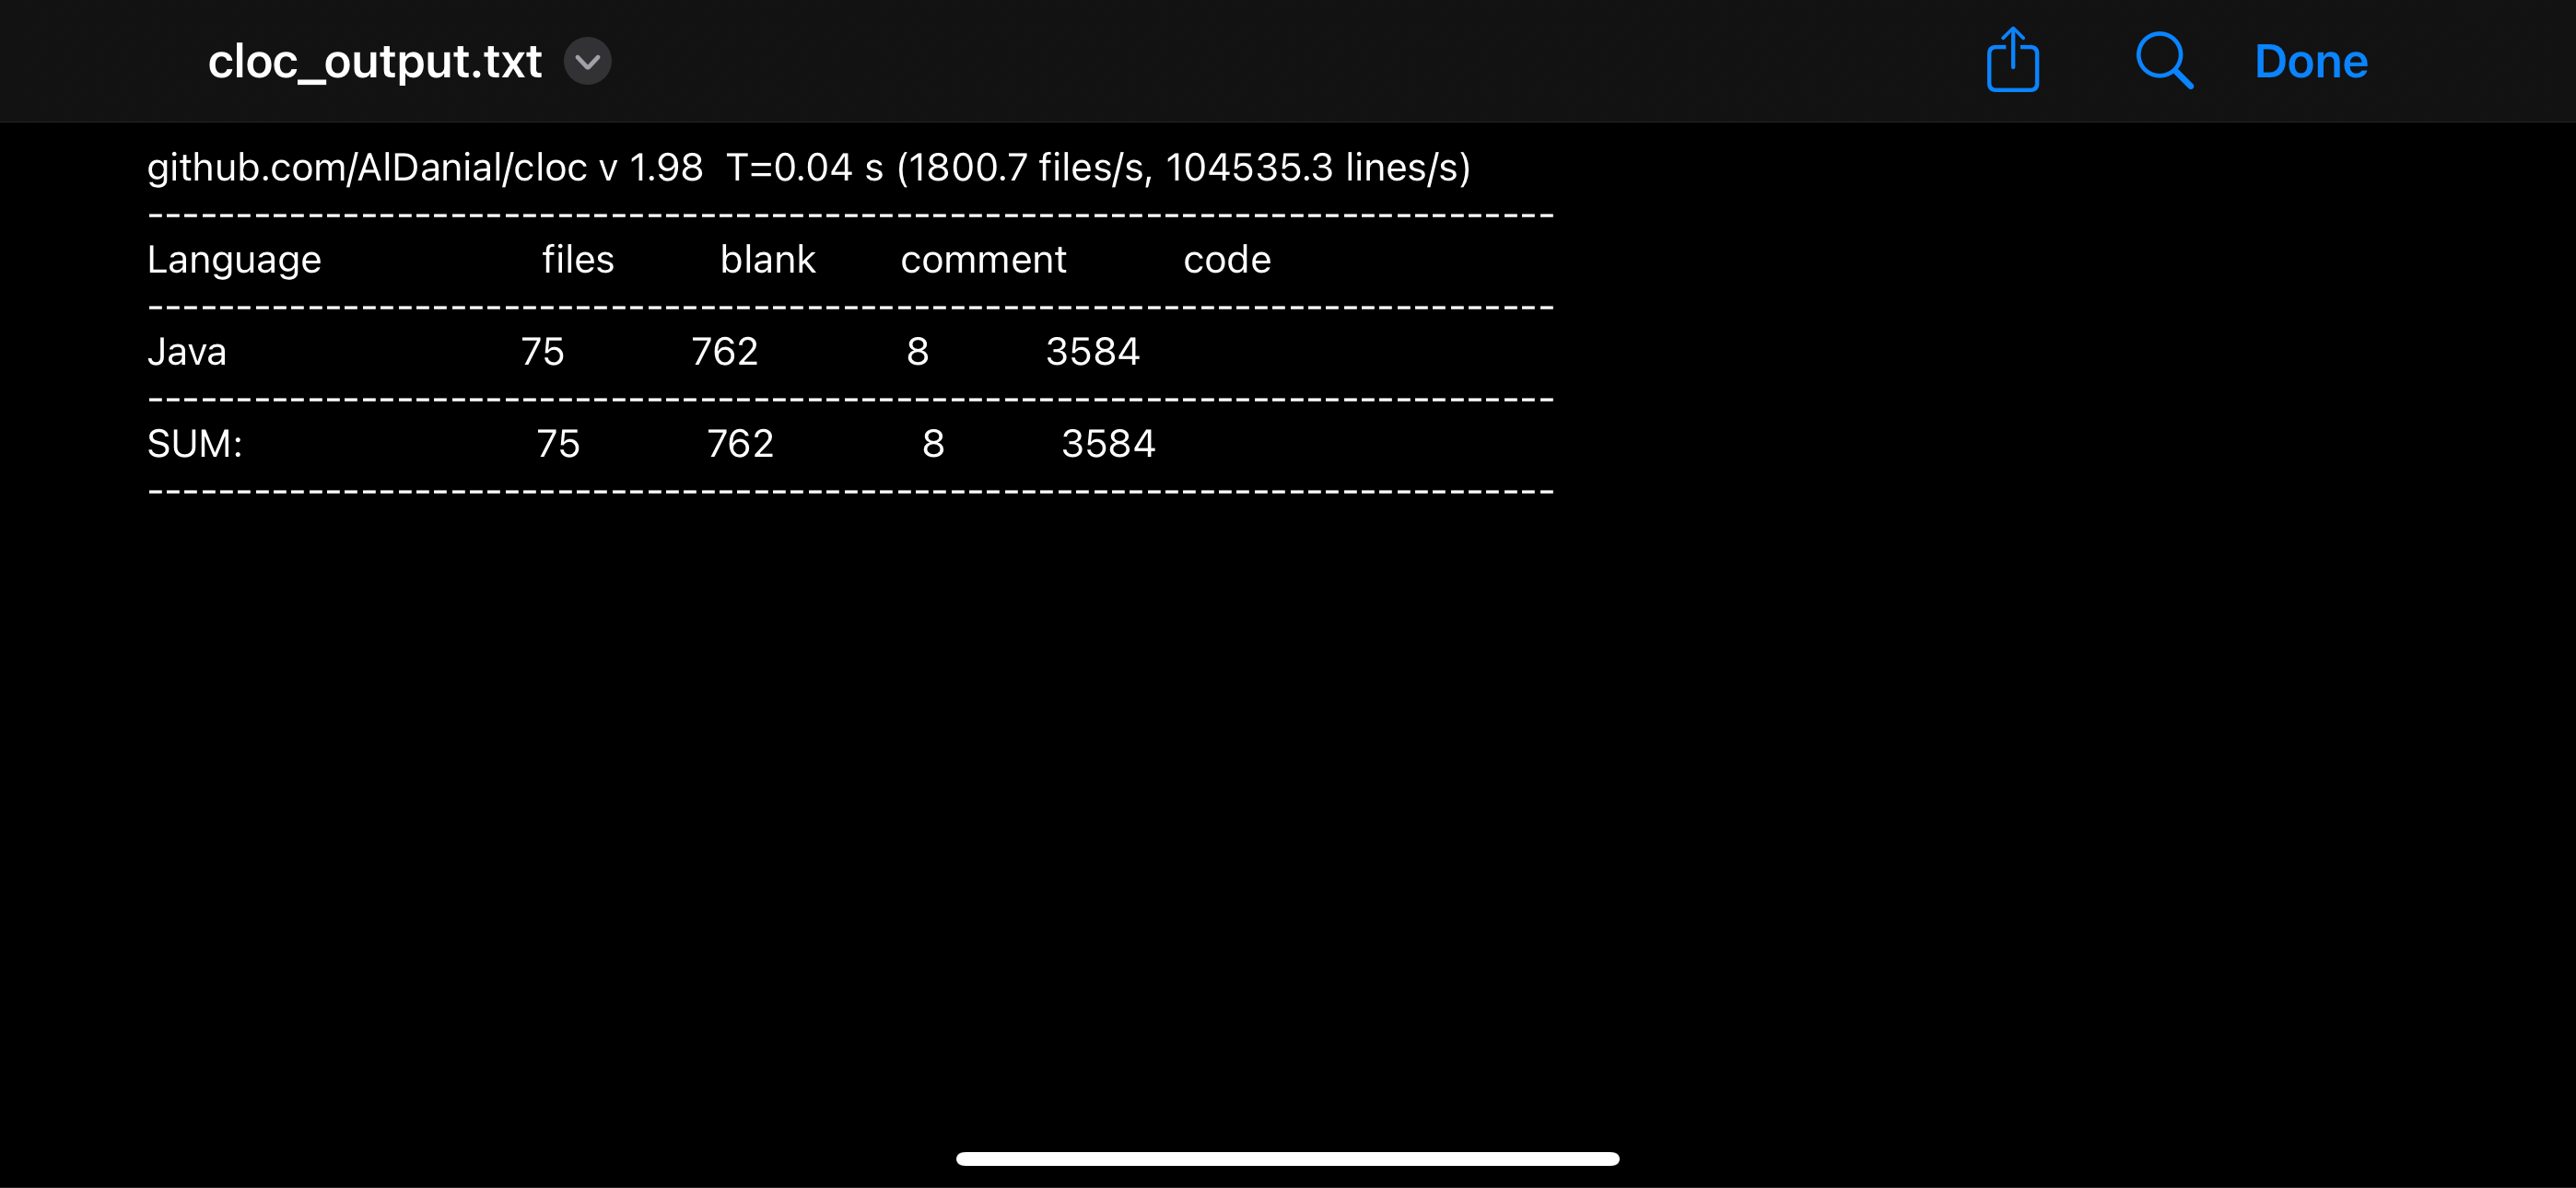 cloc_output.txt
Done
github.com/AlDanial/cloc v 1.98  T=0.04 s (1800.7 files/s, 104535.3 lines/s)
-------------------------------------------------------------------------------
Language                     files          blank        comment           code
-------------------------------------------------------------------------------
Java                            75            762              8           3584
-------------------------------------------------------------------------------
SUM:                            75            762              8           3584
-------------------------------------------------------------------------------